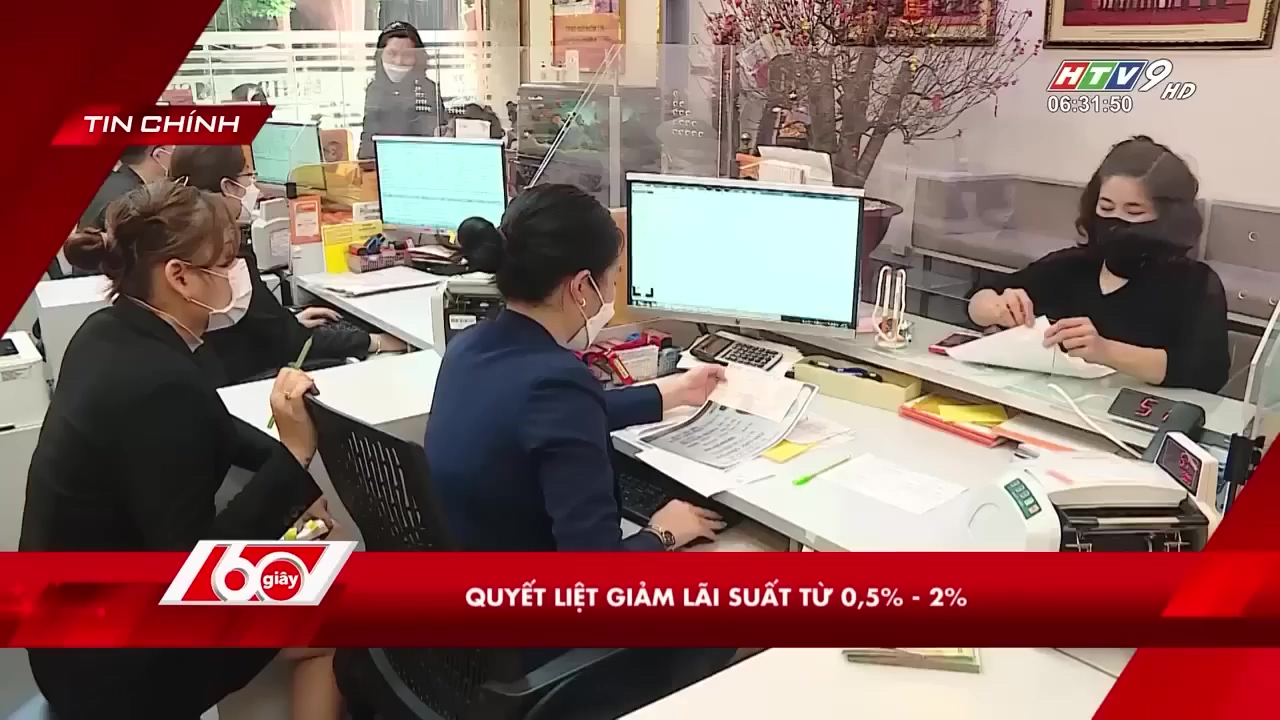 HTV9 HD
06:31:50
TIN CHÍNH
60 giây
QUYẾT LIỆT GIẢM LÃI SUẤT TỪ 0,5% - 2%